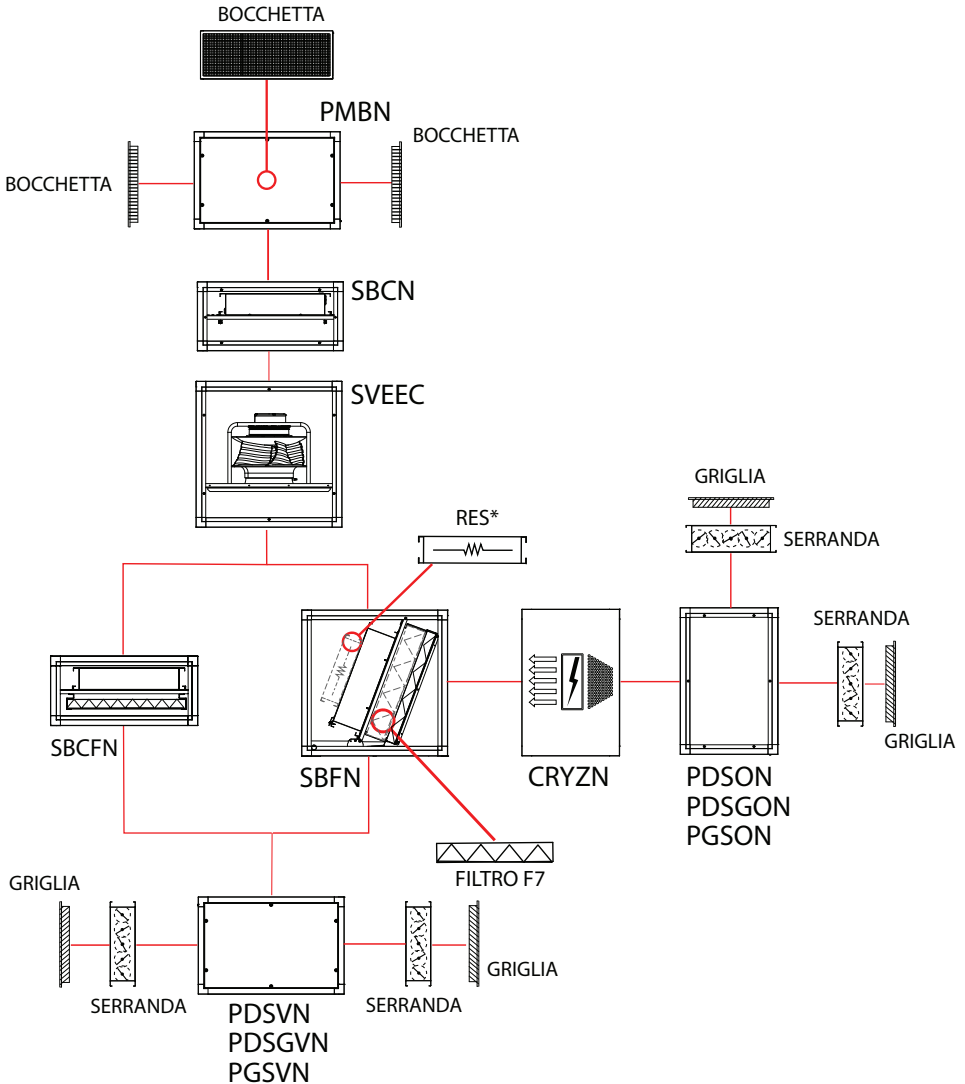 BOCCHETTA
PMBN
BOCCHETTA
BOCCHETTA
SBCN
SVEEC
GRIGLIA
RES*
SERRANDA
SERRANDA
SBCFN
SBFN
CRYZN
GRIGLIA
PDSON
PDSGON
PGSON
FILTRO F7
GRIGLIA
GRIGLIA
SERRANDA
SERRANDA
PDSVN
PDSGVN
PGSVN